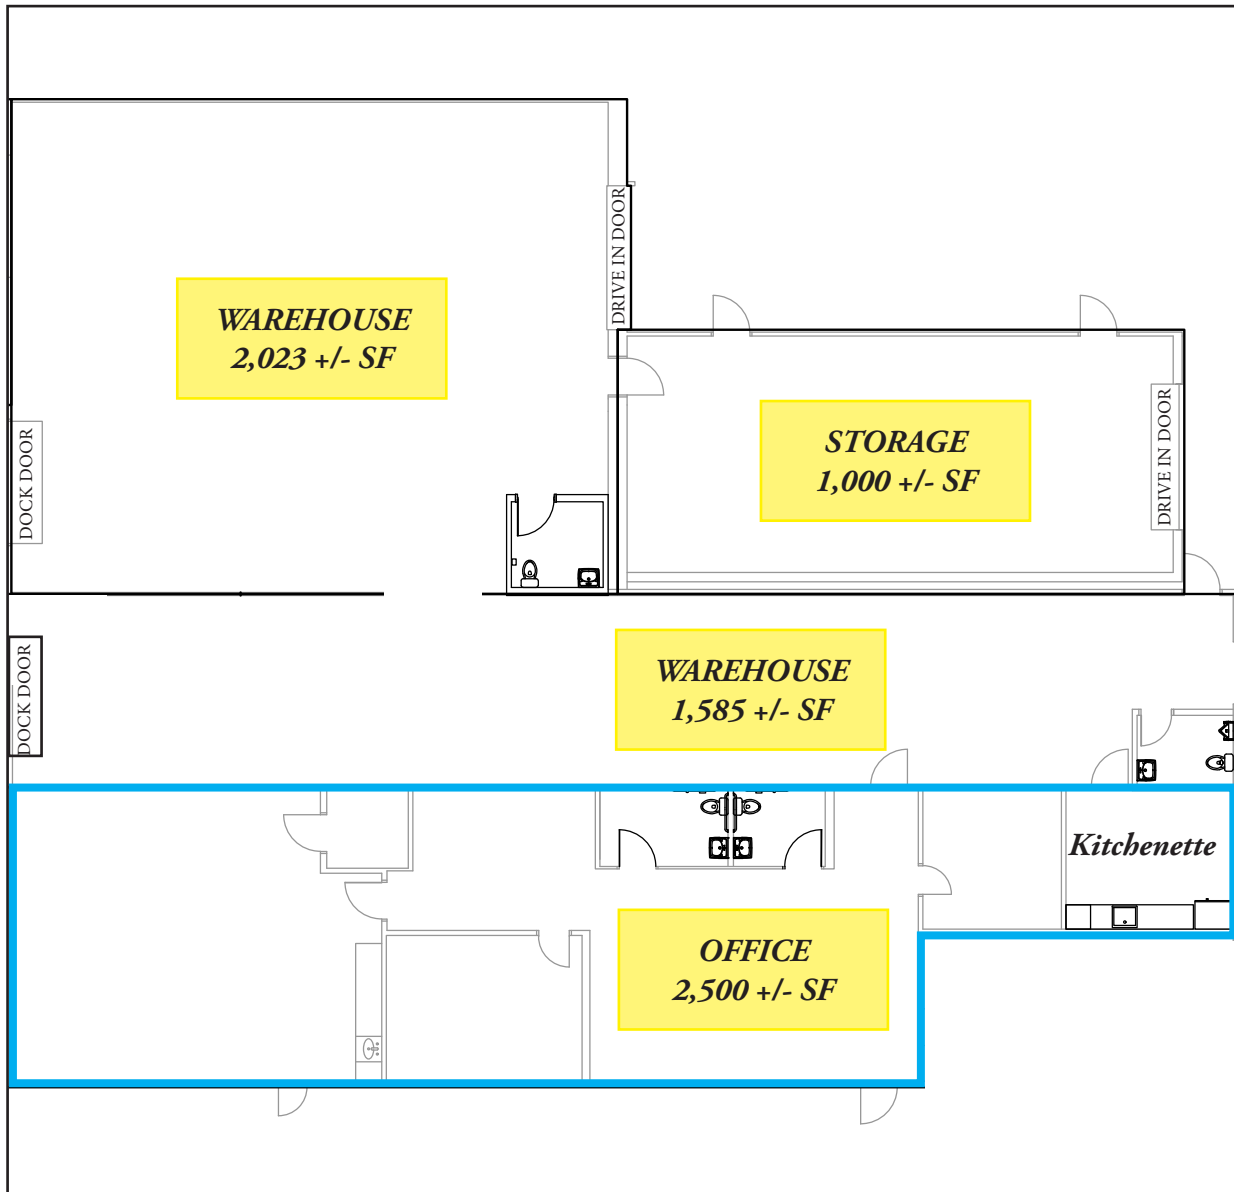 DRIVE IN DOOR
WAREHOUSE
2,023 +/- SF
STORAGE
1,000 +/- SF
DRIVE IN DOOR
DOCK DOOR
WAREHOUSE
1,585 +/- SF
DOCK DOOR
Kitchenette
OFFICE
2,500 +/- SF